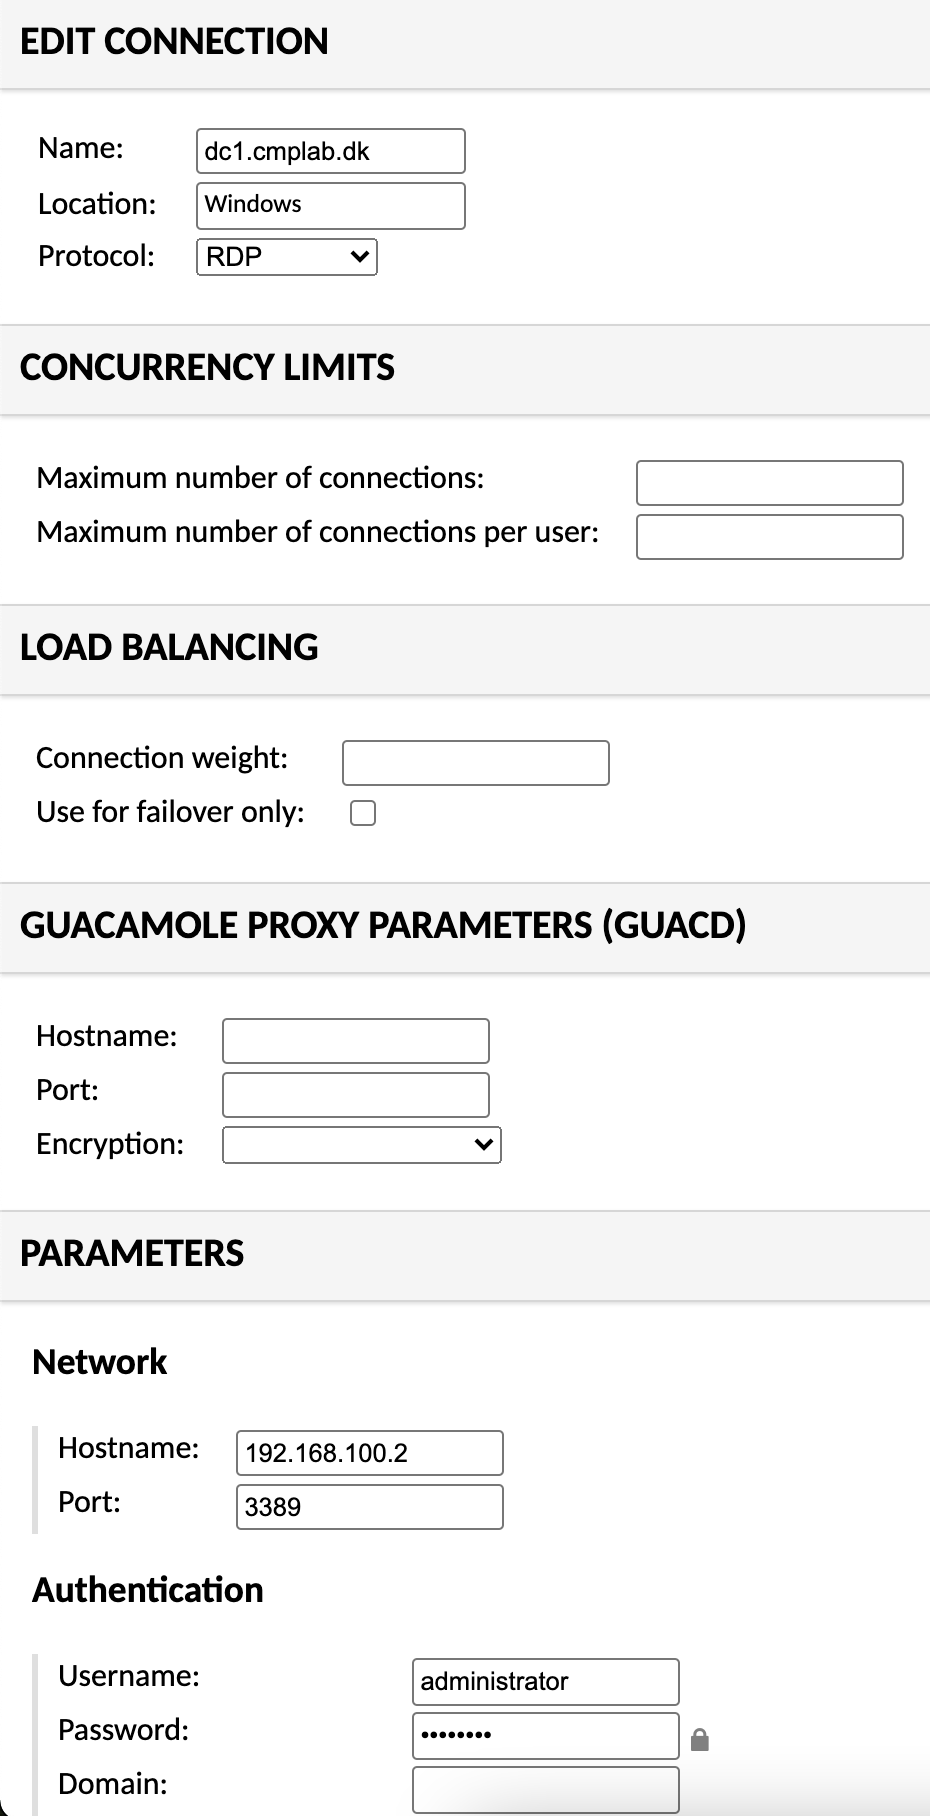 EDIT CONNECTION
Name: dc1.cmplab.dk
Location: Windows
Protocol: RDP
CONCURRENCY LIMITS
Maximum number of connections:
Maximum number of connections per user:
LOAD BALANCING
Connection weight:
Use for failover only:
GUACAMOLE PROXY PARAMETERS (GUACD)
Hostname:
Port:
Encryption:
PARAMETERS
Network
Hostname: 192.168.100.2
Port: 3389
Authentication
Username: administrator
Password: ••••••••
Domain: